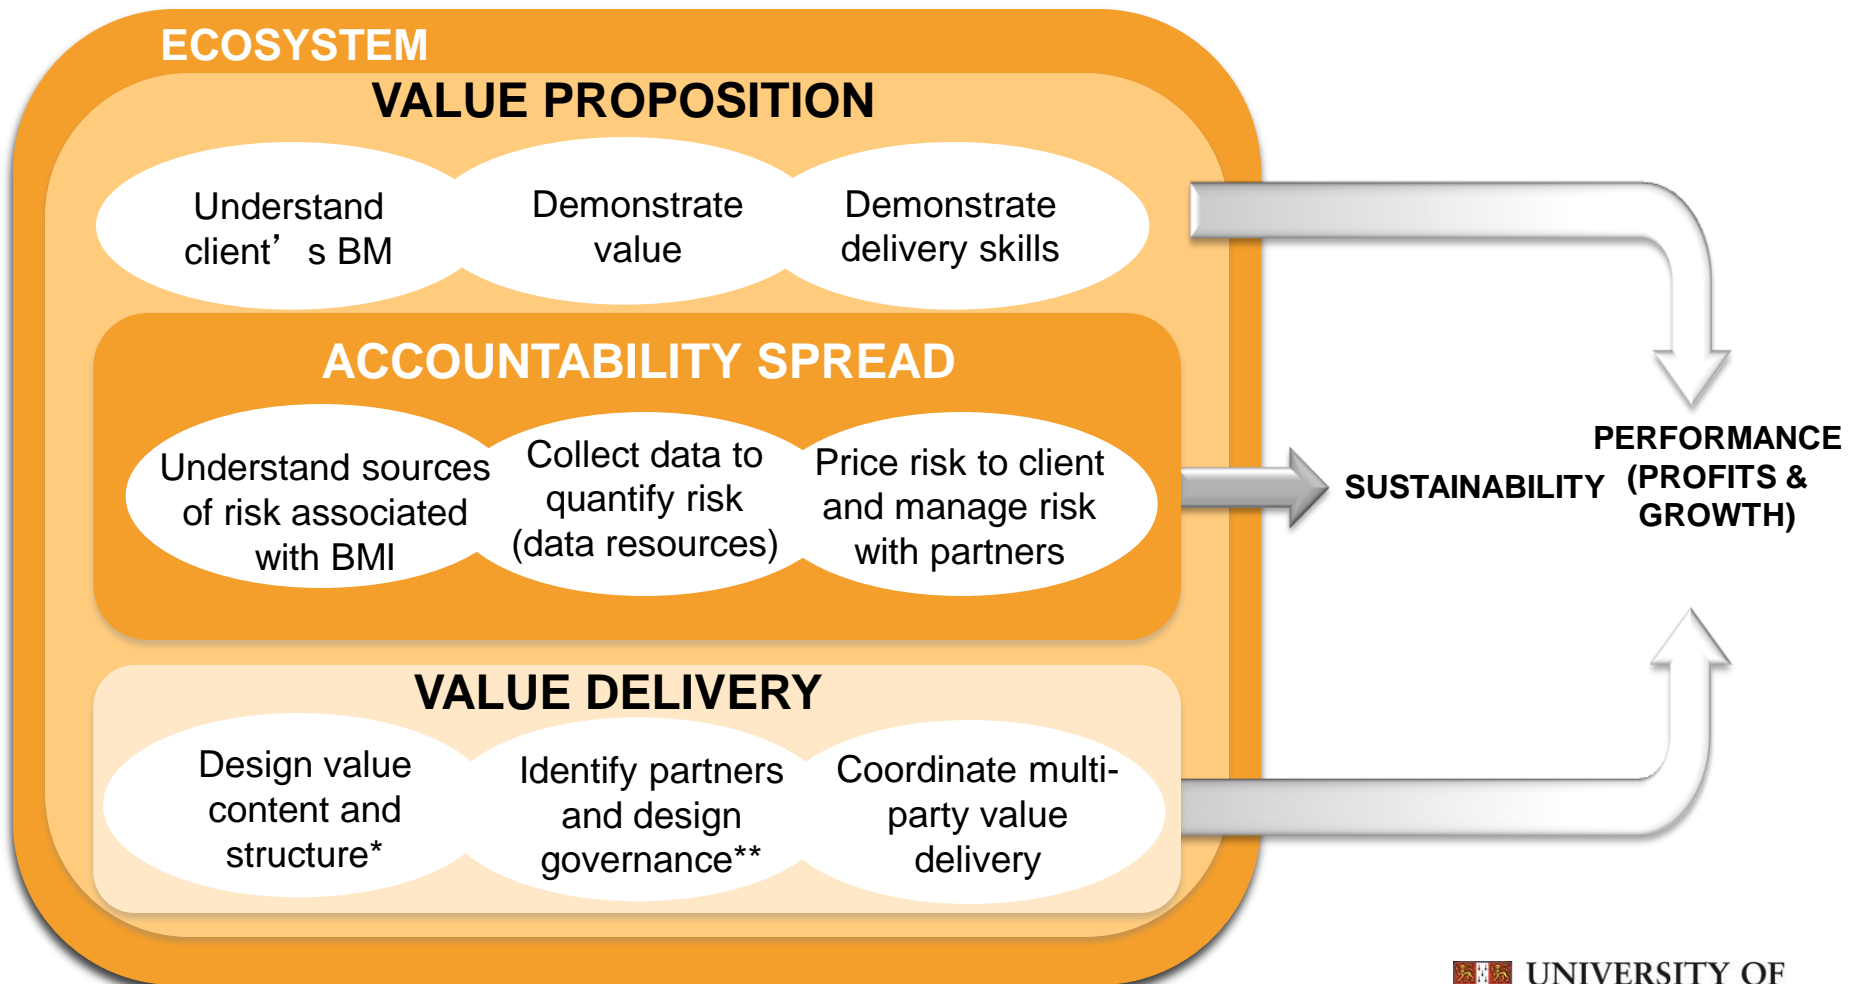 ECOSYSTEM
VALUE PROPOSITION
Understand
client’ s BM
Demonstrate
value
Demonstrate
delivery skills
ACCOUNTABILITY SPREAD
Understand sources
of risk associated
with BMI
Collect data to
quantify risk
(data resources)
Price risk to client
and manage risk
with partners
SUSTAINABILITY
PERFORMANCE
(PROFITS &
GROWTH)
VALUE DELIVERY
Design value
content and
structure*
Identify partners
and design
governance**
Coordinate multi-
party value
delivery
UNIVERSITY OF